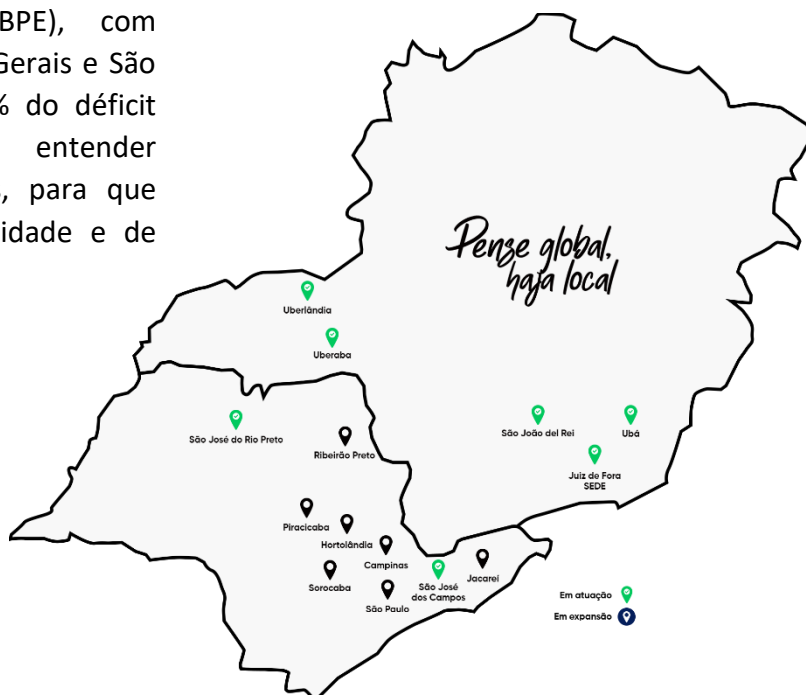 BPE), com
Gerais e São
% do déficit
entender
, para que
idade e de
Pense global,
haja local
Uberlândia
Uberaba
São José do Rio Preto
Ribeirão Preto
São João del Rei
Ubá
Juiz de Fora
SEDE
Piracicaba
Hortolândia
Campinas
Sorocaba
São Paulo
São José
dos Campos
Jacareí
Em atuação
Em expansão